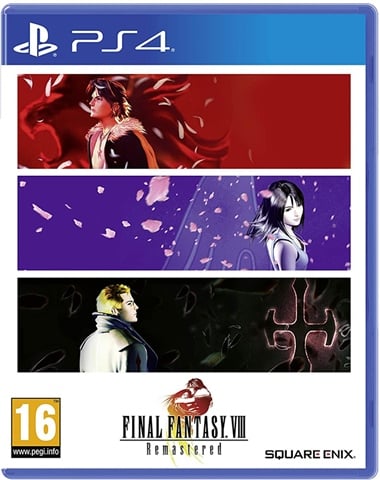 PS4
16
www.pegi.info
FINAL FANTASY. VIII
Remastered
SQUARE ENIX.